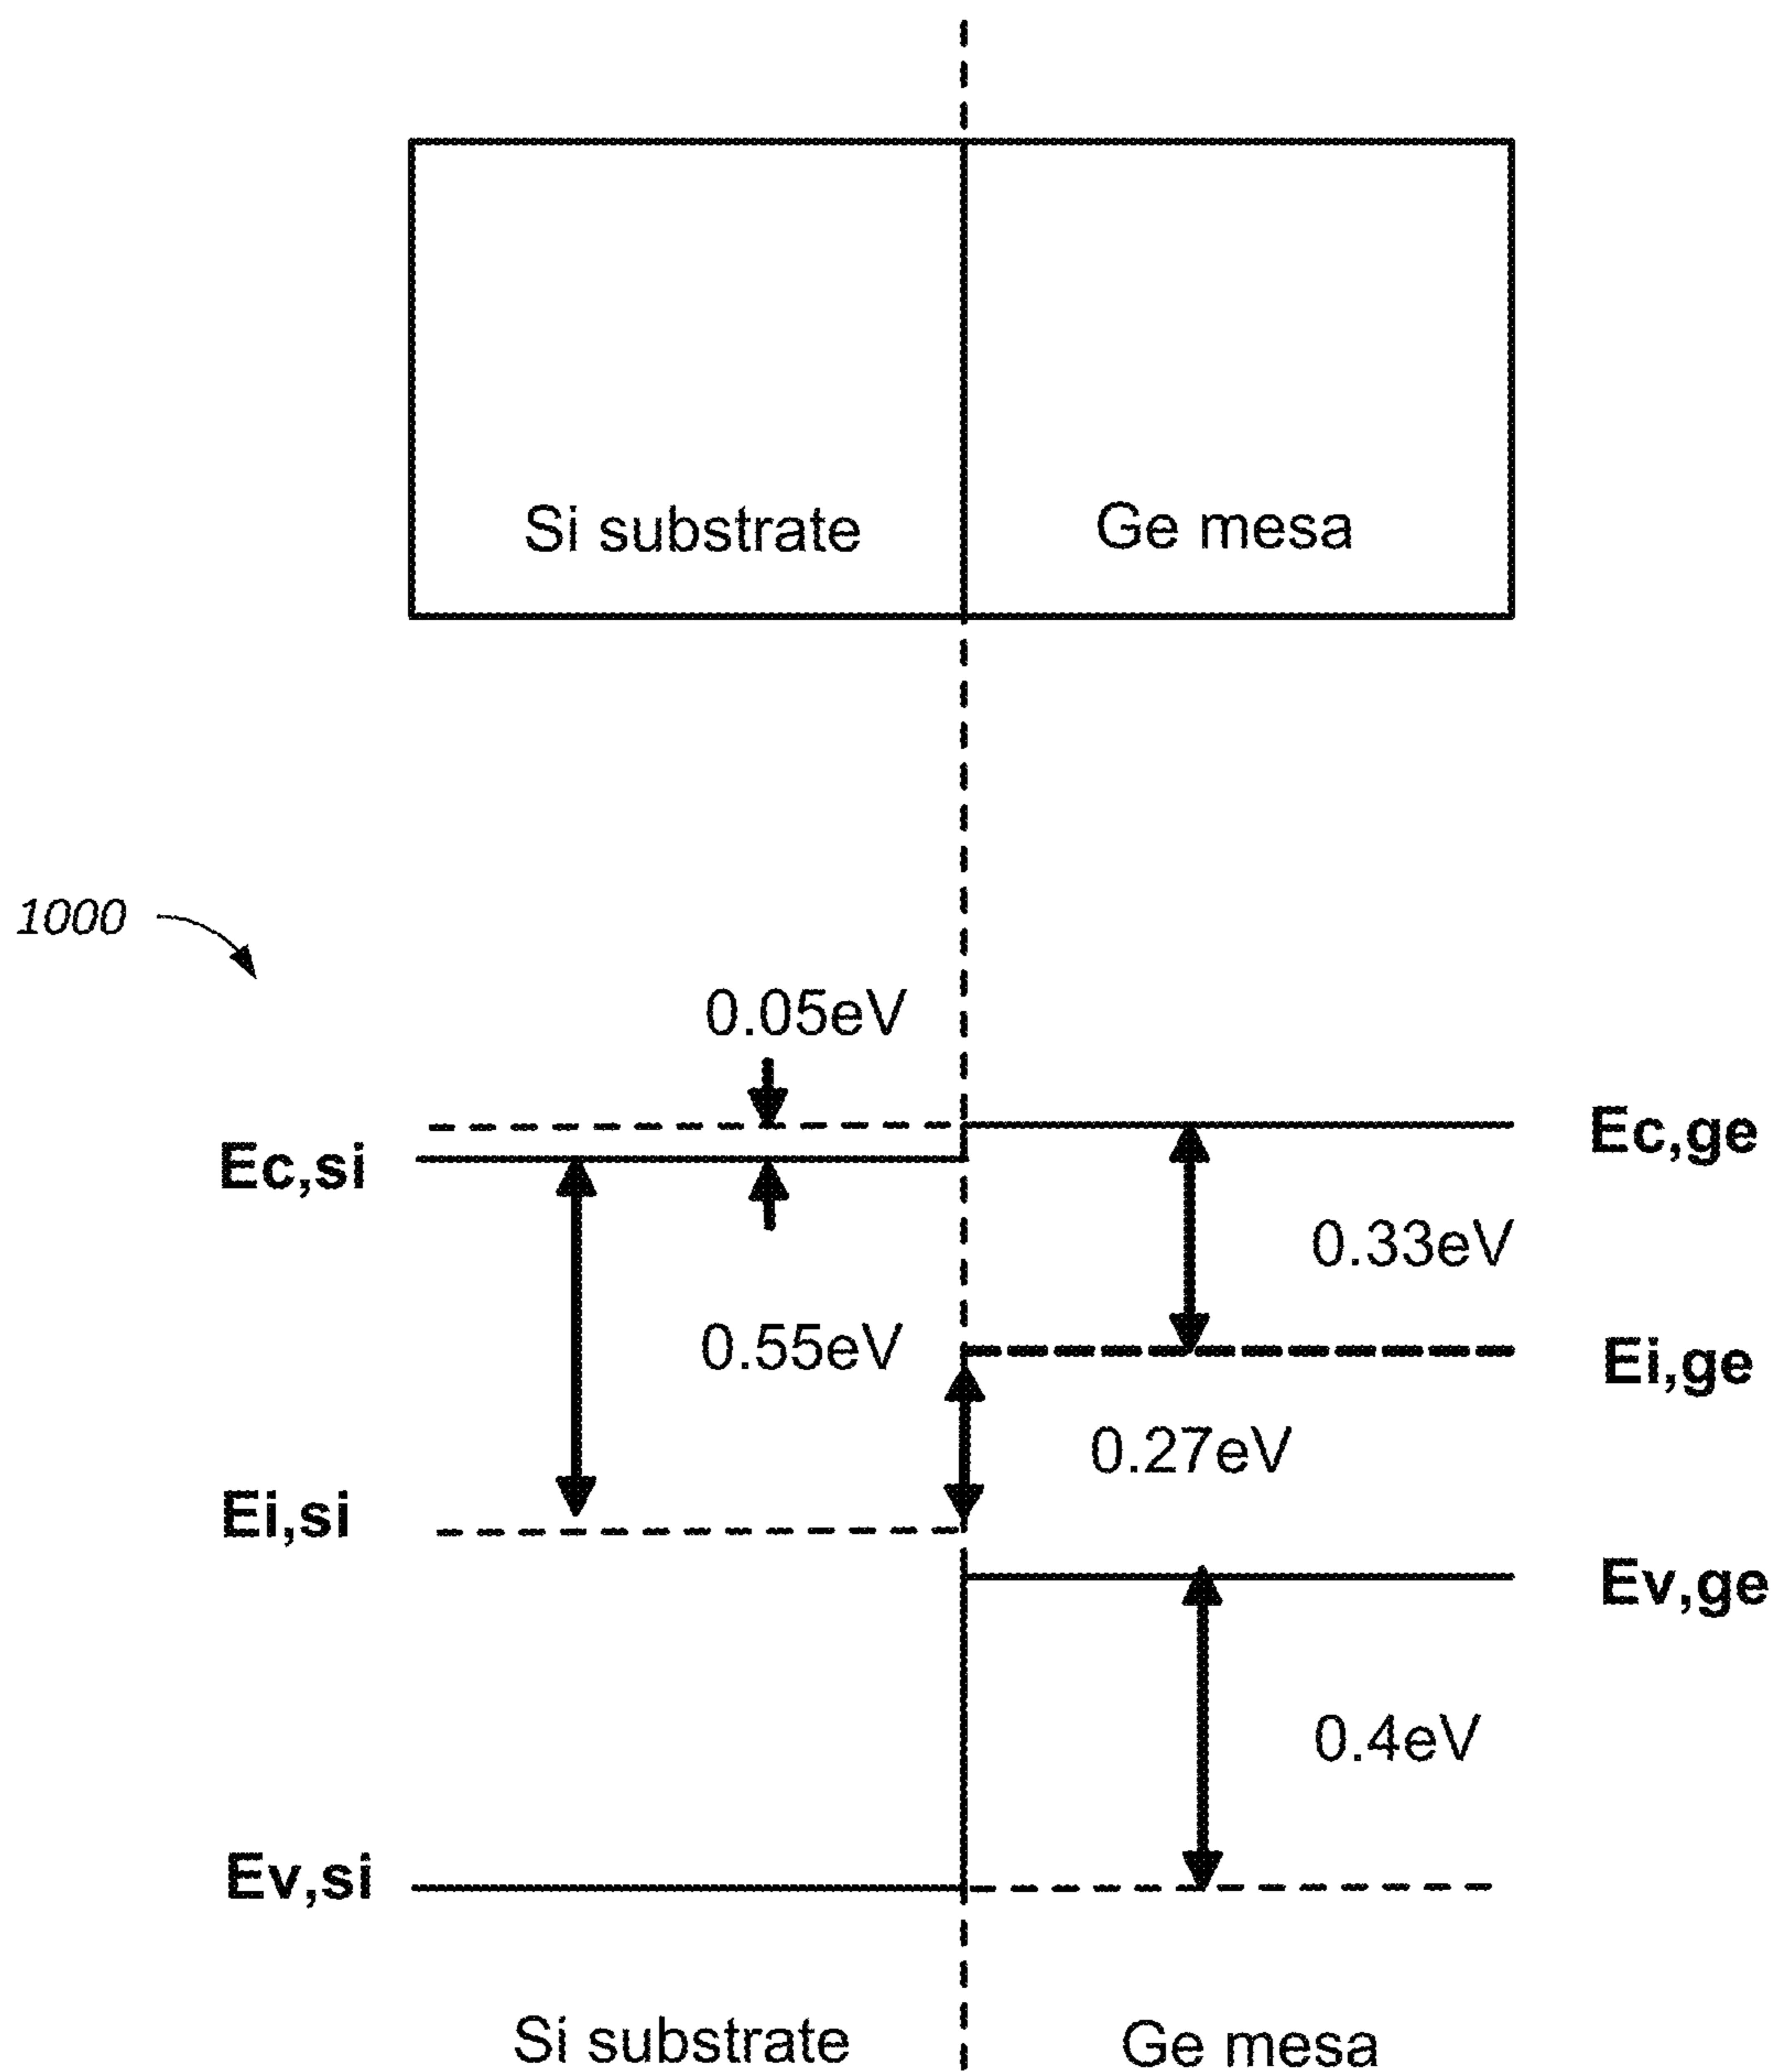 Si substrate
Ge mesa
1000
0.05eV
Ec,si
Ec,ge
0.33eV
0.55eV
Ei,ge
0.27eV
Ei,si
Ev,ge
0.4eV
Ev,si
Si substrate
Ge mesa